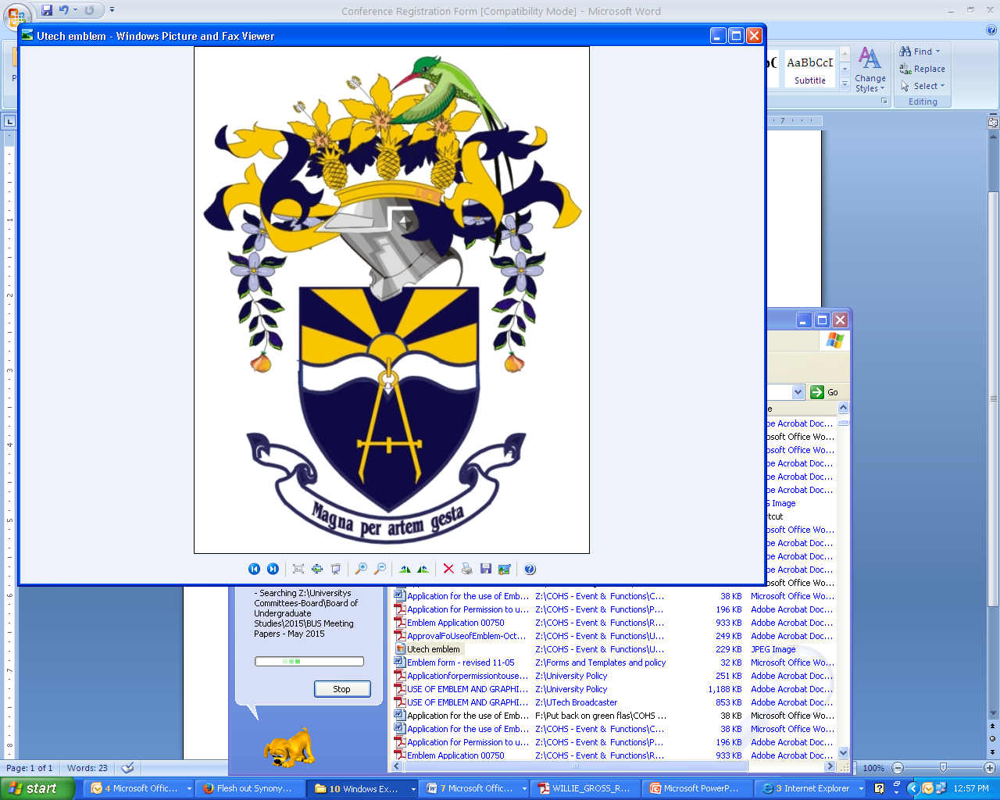 Conference Registration Form [Compatibility Mode] - Microsoft Word
Utech emblem - Windows Picture and Fax Viewer
AaBbCcI
Subtitle
Change
Styles
Find
Replace
Select
Editing
7
Magna per artem gesta
Go
Adobe Acrobat Doc...
Microsoft Office Wo...
- Searching Z:\Universitys
Committees-Board\Board of
Undergraduate
Studies\2015\BUS Meeting
Papers - May 2015
Stop
Application for the use of Emb... Z:\COHS - Event & Functions\C... 38 KB Microsoft Office Wo...
Application for Permission to u... Z:\COHS - Event & Functions\P... 196 KB Adobe Acrobat Doc...
Emblem Application 00750 Z:\COHS - Event & Functions\R... 933 KB Adobe Acrobat Doc...
ApprovalFoUseofEmblem-Oct... Z:\COHS - Event & Functions\U... 249 KB Adobe Acrobat Doc...
Utech emblem Z:\COHS - Event & Functions\U... 229 KB JPEG Image
Emblem form - revised 11-05 Z:\Forms and Templates and policy 32 KB Microsoft Office Wo...
Applicationforpermissiontouse... Z:\University Policy 251 KB Adobe Acrobat Doc...
USE OF EMBLEM AND GRAPHI... Z:\University Policy 1,188 KB Adobe Acrobat Doc...
USE OF EMBLEM AND GRAPHI... Z:\UTech Broadcaster 853 KB Adobe Acrobat Doc...
Application for the use of Emb... F:\Put back on green flas\COHS ... 38 KB Microsoft Office Wo...
Application for the use of Emb... Z:\COHS - Event & Functions\C... 38 KB Microsoft Office Wo...
Application for Permission to u... Z:\COHS - Event & Functions\P... 196 KB Adobe Acrobat Doc...
Emblem Application 00750 Z:\COHS - Event & Functions\R... 933 KB Adobe Acrobat Doc...
Page: 1 of 1 Words: 23 100%
start 4 Microsoft Offic... Flesh out Synony... 10 Windows Ex... 7 Microsoft Offic... WILLIE_GROSS_R... Microsoft PowerP... 3 Internet Explorer 12:57 PM